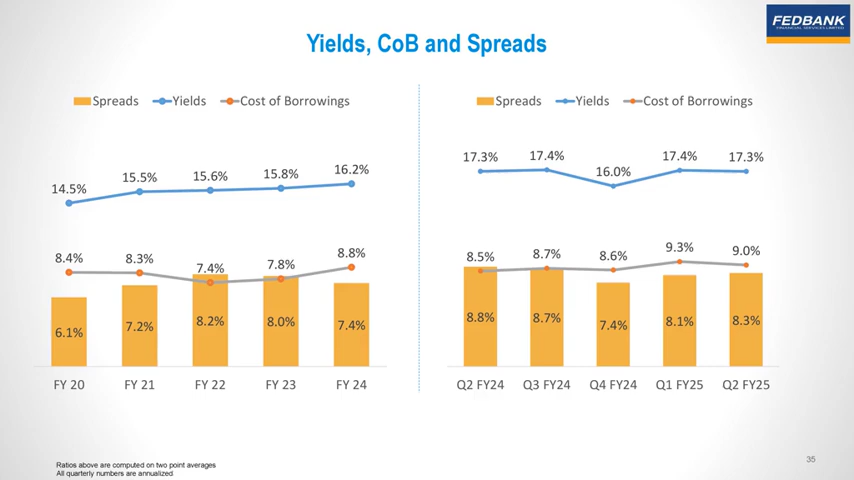 FEDBANK
FINANCIAL SERVICES LIMITED
Yields, CoB and Spreads
Spreads Yields Cost of Borrowings
14.5% 15.5% 15.6% 15.8% 16.2%
8.4% 8.3% 7.4% 7.8% 8.8%
6.1% 7.2% 8.2% 8.0% 7.4%
FY 20 FY 21 FY 22 FY 23 FY 24
Spreads Yields Cost of Borrowings
17.3% 17.4% 16.0% 17.4% 17.3%
8.5% 8.7% 8.6% 9.3% 9.0%
8.8% 8.7% 7.4% 8.1% 8.3%
Q2 FY24 Q3 FY24 Q4 FY24 Q1 FY25 Q2 FY25
Ratios above are computed on two point averages
All quarterly numbers are annualized
35